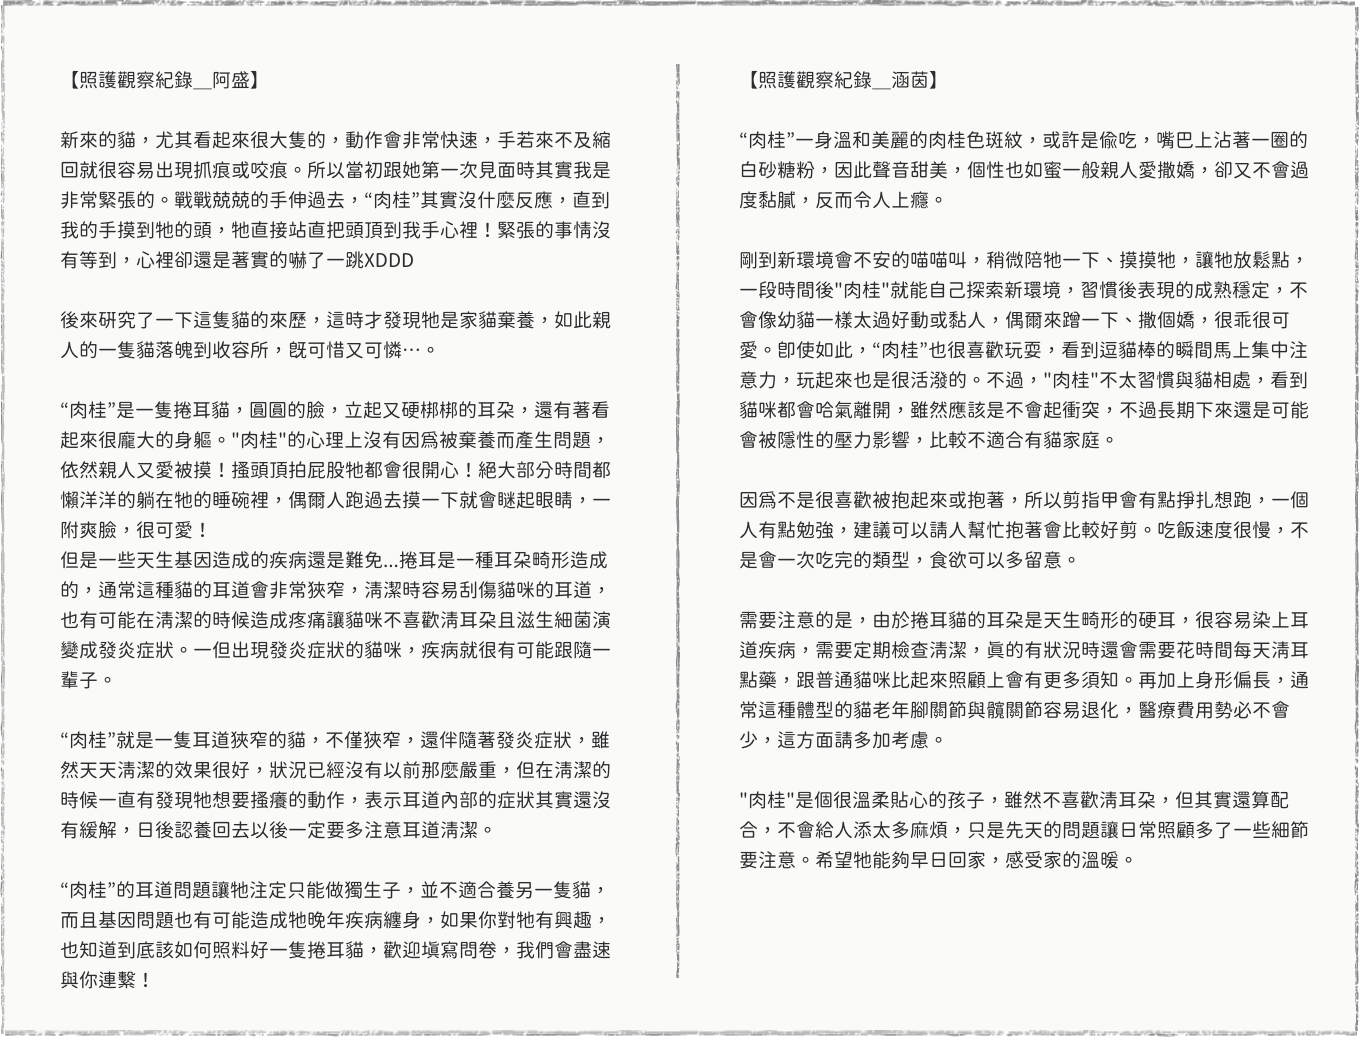 【照護觀察紀錄__阿盛】
新來的貓，尤其看起來很大隻的，動作會非常快速，手若來不及縮
回就很容易出現抓痕或咬痕。所以當初跟她第一次見面時其實我是
非常緊張的。戰戰兢兢的手伸過去，“肉桂”其實沒什麼反應，直到
我的手摸到牠的頭，牠直接站直把頭頂到我手心裡！緊張的事情沒
有等到，心裡卻還是著實的嚇了一跳XDDD
後來研究了一下這隻貓的來歷，這時才發現牠是家貓棄養，如此親
人的一隻貓落魄到收容所，既可惜又可憐…。
“肉桂”是一隻捲耳貓，圓圓的臉，立起又硬梆梆的耳朵，還有著看
起來很龐大的身軀。"肉桂"的心理上沒有因為被棄養而產生問題，
依然親人又愛被摸！搔頭頂拍屁股牠都會很開心！絕大部分時間都
懶洋洋的躺在牠的睡碗裡，偶爾人跑過去摸一下就會瞇起眼睛，一
附爽臉，很可愛！
但是一些天生基因造成的疾病還是難免...捲耳是一種耳朵畸形造成
的，通常這種貓的耳道會非常狹窄，清潔時容易刮傷貓咪的耳道，
也有可能在清潔的時候造成疼痛讓貓咪不喜歡清耳朵且滋生細菌演
變成發炎症狀。一但出現發炎症狀的貓咪，疾病就很有可能跟隨一
輩子。
“肉桂”就是一隻耳道狹窄的貓，不僅狹窄，還伴隨著發炎症狀，雖
然天天清潔的效果很好，狀況已經沒有以前那麼嚴重，但在清潔的
時候一直有發現牠想要搔癢的動作，表示耳道內部的症狀其實還沒
有緩解，日後認養回去以後一定要多注意耳道清潔。
“肉桂”的耳道問題讓牠注定只能做獨生子，並不適合養另一隻貓，
而且基因問題也有可能造成牠晚年疾病纏身，如果你對牠有興趣，
也知道到底該如何照料好一隻捲耳貓，歡迎填寫問卷，我們會盡速
與你連繫！
【照護觀察紀錄__涵茵】
“肉桂”一身溫和美麗的肉桂色斑紋，或許是偷吃，嘴巴上沾著一圈的
白砂糖粉，因此聲音甜美，個性也如蜜一般親人愛撒嬌，卻又不會過
度黏膩，反而令人上癮。
剛到新環境會不安的喵喵叫，稍微陪牠一下、摸摸牠，讓牠放鬆點，
一段時間後"肉桂"就能自己探索新環境，習慣後表現的成熟穩定，不
會像幼貓一樣太過好動或黏人，偶爾來蹭一下、撒個嬌，很乖很可
愛。即使如此，“肉桂”也很喜歡玩耍，看到逗貓棒的瞬間馬上集中注
意力，玩起來也是很活潑的。不過，"肉桂"不太習慣與貓相處，看到
貓咪都會哈氣離開，雖然應該是不會起衝突，不過長期下來還是可能
會被隱性的壓力影響，比較不適合有貓家庭。
因為不是很喜歡被抱起來或抱著，所以剪指甲會有點掙扎想跑，一個
人有點勉強，建議可以請人幫忙抱著會比較好剪。吃飯速度很慢，不
是會一次吃完的類型，食欲可以多留意。
需要注意的是，由於捲耳貓的耳朵是天生畸形的硬耳，很容易染上耳
道疾病，需要定期檢查清潔，真的有狀況時還會需要花時間每天清耳
點藥，跟普通貓咪比起來照顧上會有更多須知。再加上身形偏長，通
常這種體型的貓老年腳關節與髖關節容易退化，醫療費用勢必不會
少，這方面請多加考慮。
"肉桂"是個很溫柔貼心的孩子，雖然不喜歡清耳朵，但其實還算配
合，不會給人添太多麻煩，只是先天的問題讓日常照顧多了一些細節
要注意。希望牠能夠早日回家，感受家的溫暖。